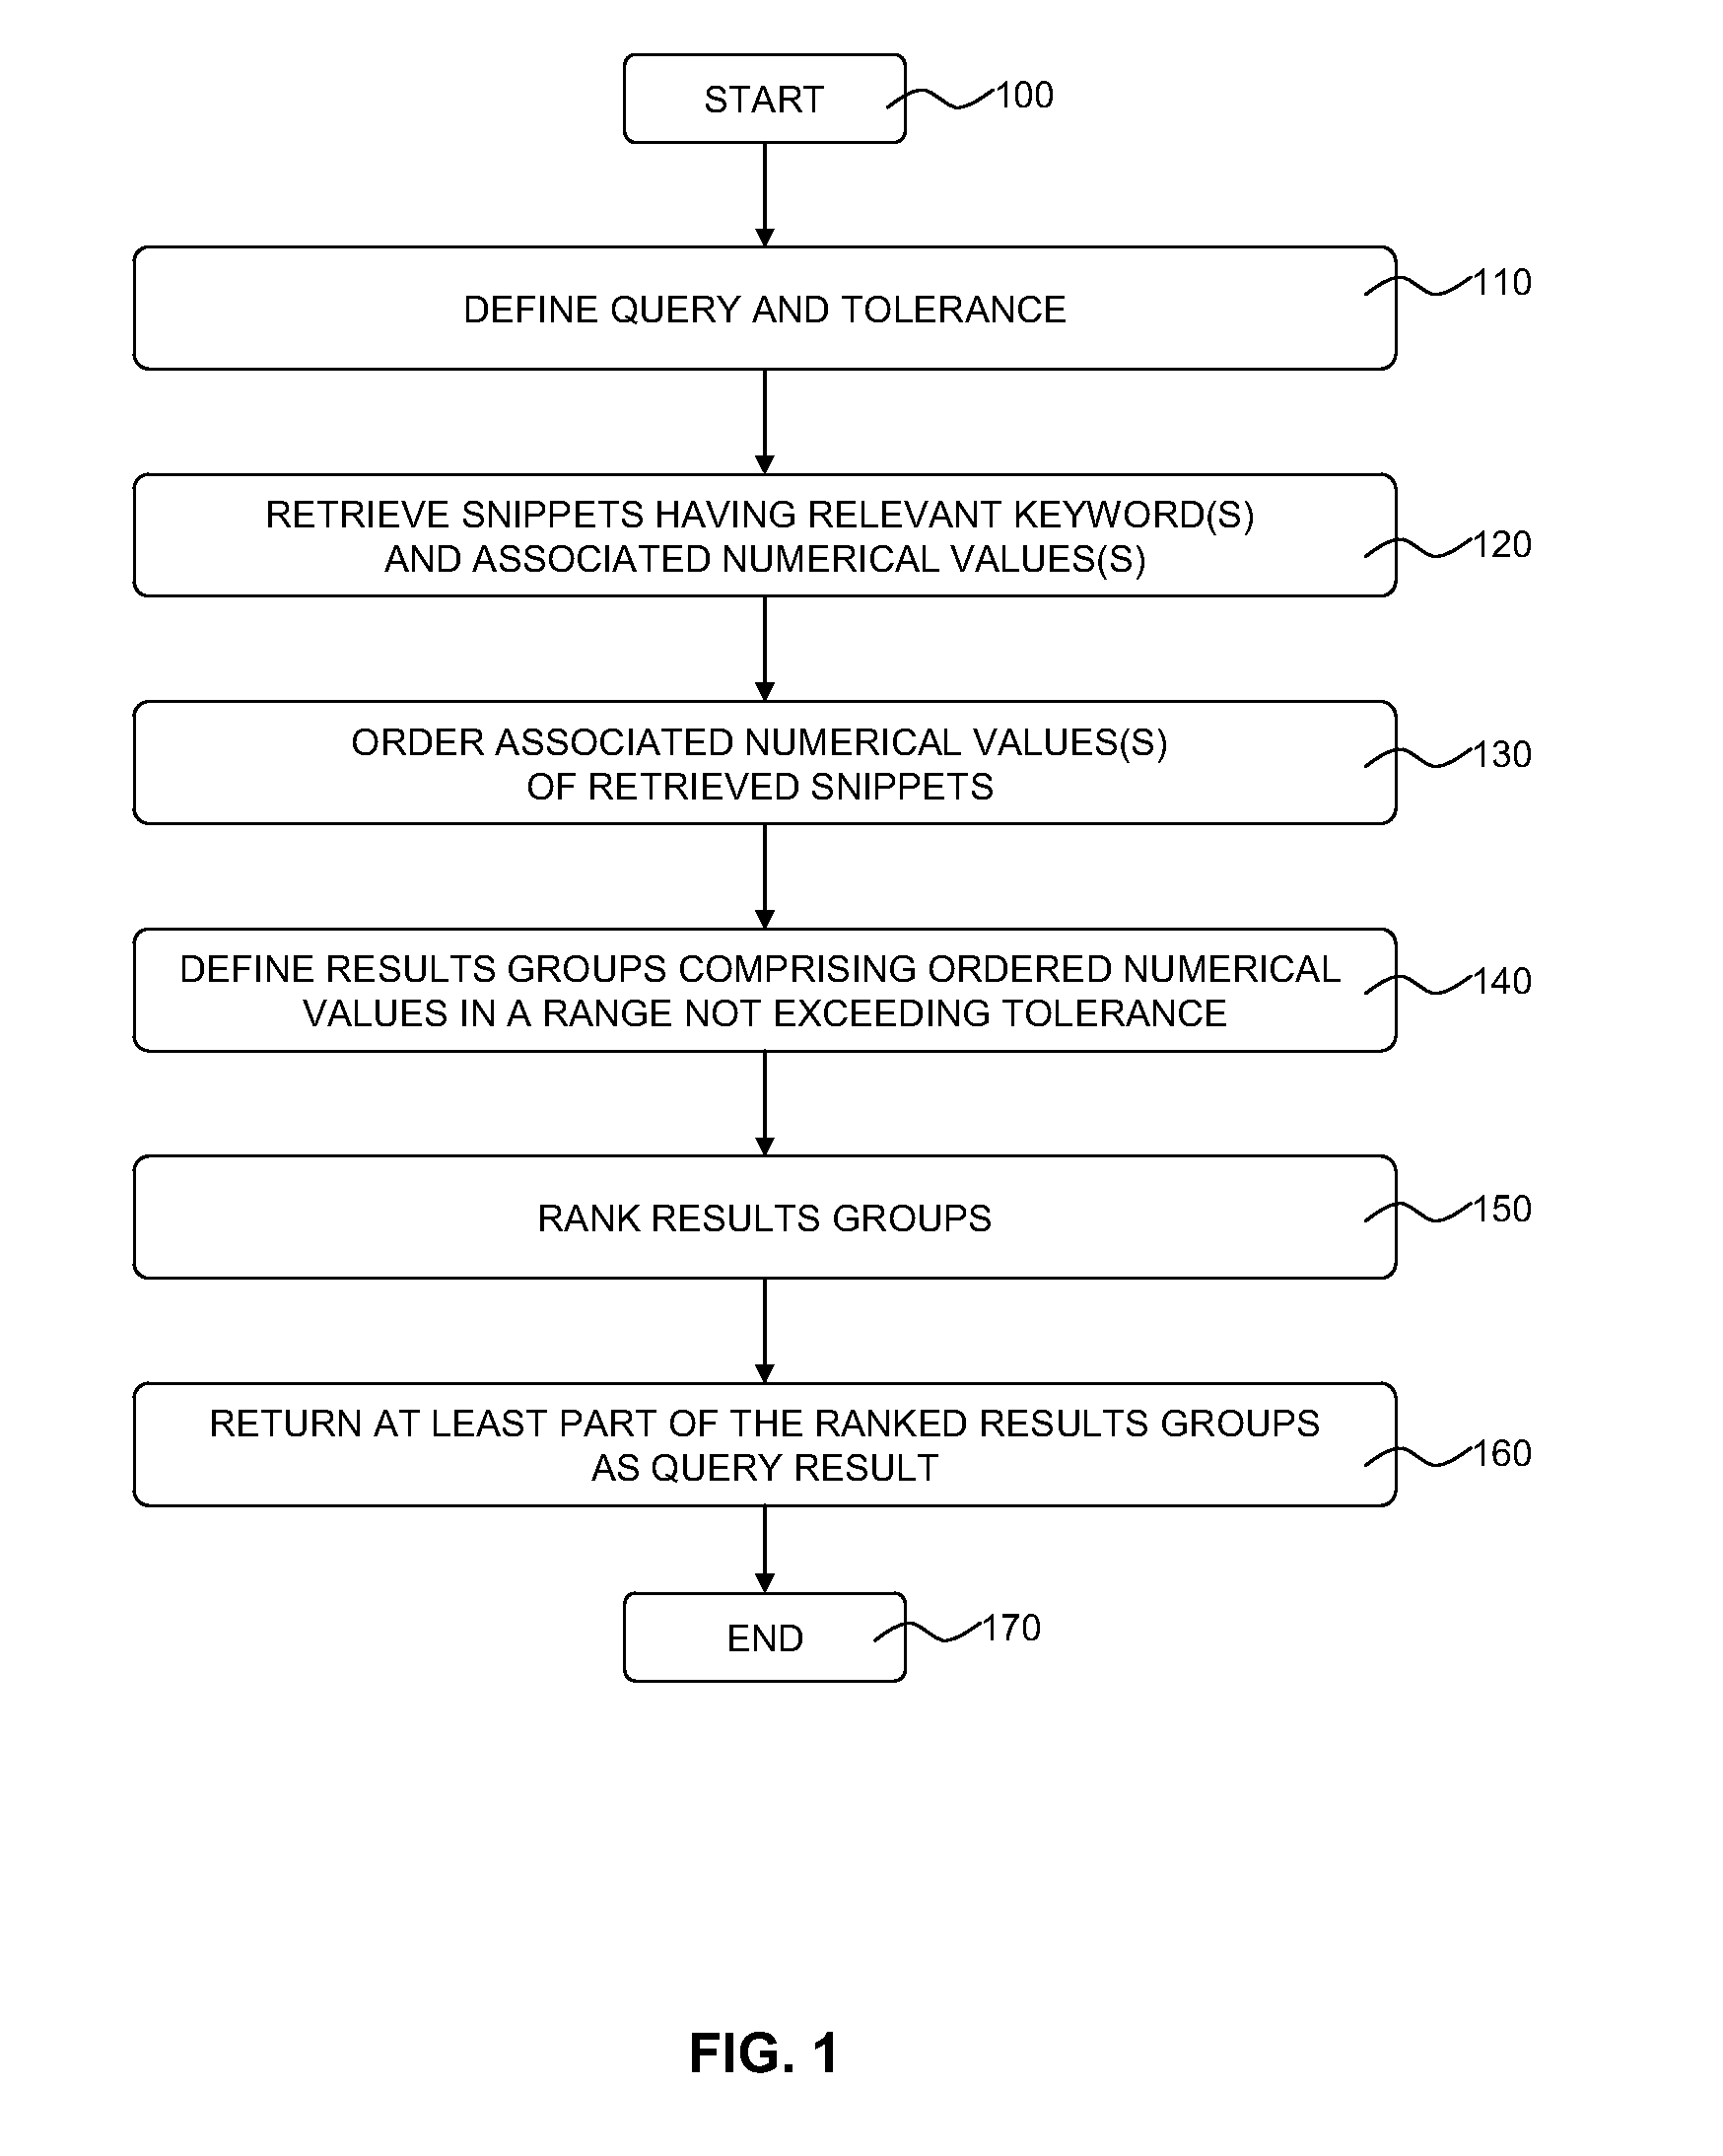 START
100
DEFINE QUERY AND TOLERANCE
110
RETRIEVE SNIPPETS HAVING RELEVANT KEYWORD(S)
AND ASSOCIATED NUMERICAL VALUES(S)
120
ORDER ASSOCIATED NUMERICAL VALUES(S)
OF RETRIEVED SNIPPETS
130
DEFINE RESULTS GROUPS COMPRISING ORDERED NUMERICAL
VALUES IN A RANGE NOT EXCEEDING TOLERANCE
140
RANK RESULTS GROUPS
150
RETURN AT LEAST PART OF THE RANKED RESULTS GROUPS
AS QUERY RESULT
160
END
170
FIG. 1